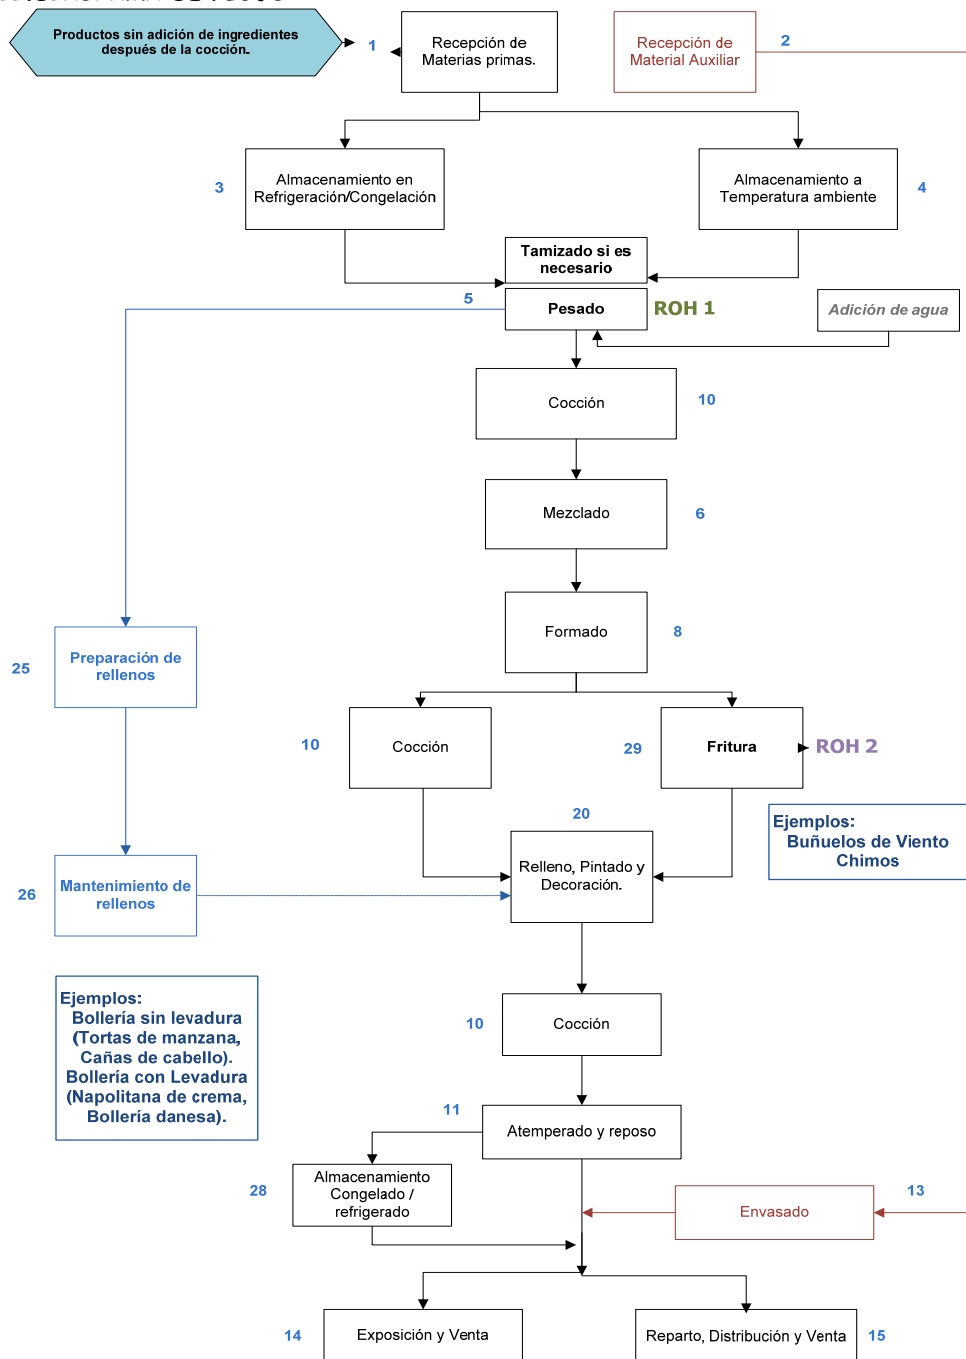 Productos sin adición de ingredientes
después de la cocción.
1
Recepción de
Materias primas.
Recepción de
Material Auxiliar
2
3
Almacenamiento en
Refrigeración/Congelación
Almacenamiento a
Temperatura ambiente
4
Tamizado si es
necesario
5
Pesado
ROH 1
Adición de agua
Cocción
10
Mezclado
6
Formado
8
25
Preparación de
rellenos
10
Cocción
29
Fritura
ROH 2
20
Ejemplos:
Buñuelos de Viento
Chimos
Relleno, Pintado y
Decoración.
26
Mantenimiento de
rellenos
Ejemplos:
Bollería sin levadura
(Tortas de manzana,
Cañas de cabello).
Bollería con Levadura
(Napolitana de crema,
Bollería danesa).
10
Cocción
11
Atemperado y reposo
28
Almacenamiento
Congelado /
refrigerado
Envasado
13
14
Exposición y Venta
Reparto, Distribución y Venta
15